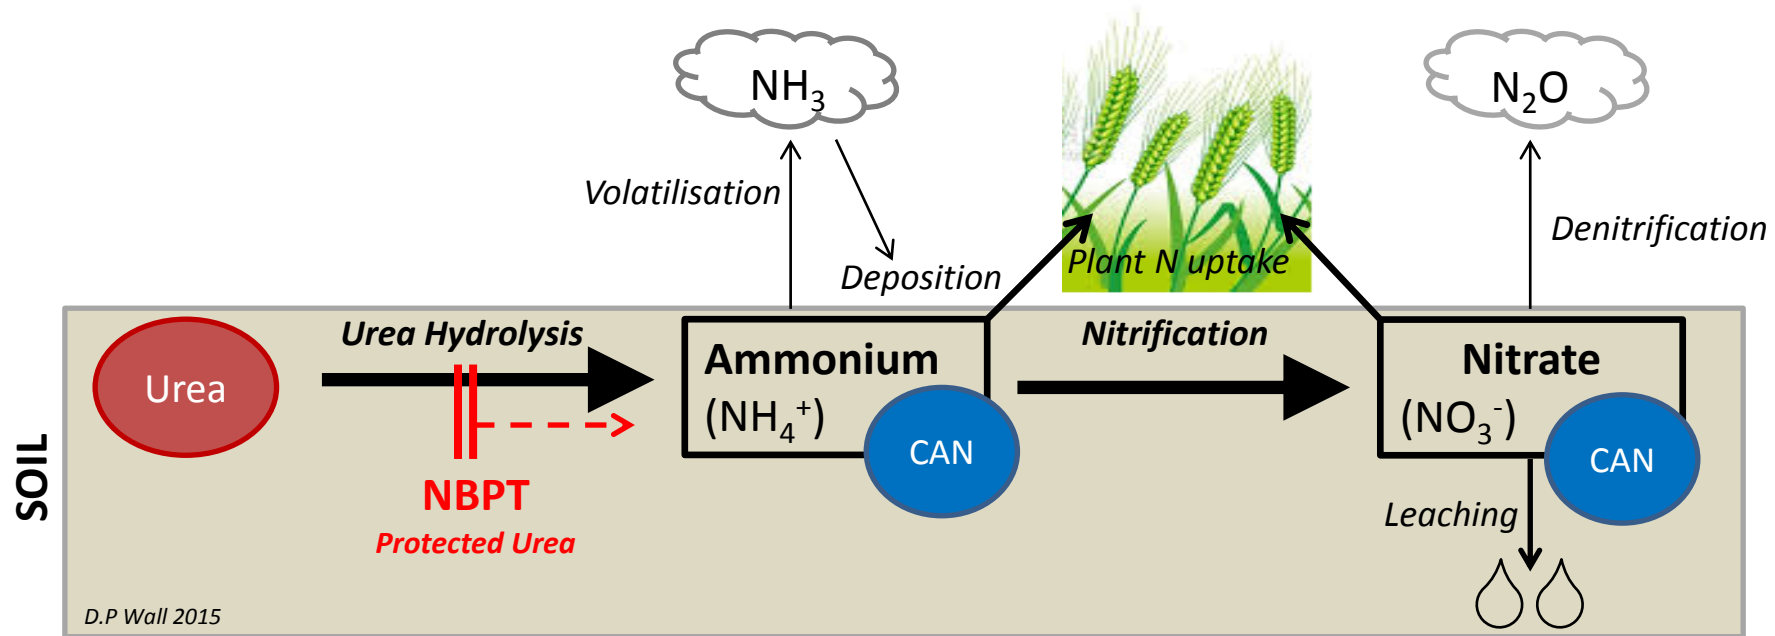 NH₃
N₂O
Volatilisation
Deposition
Plant N uptake
Denitrification
SOIL
Urea
Urea Hydrolysis
NBPT
Protected Urea
Ammonium
(NH₄⁺)
CAN
Nitrification
Nitrate
(NO₃⁻)
CAN
Leaching
D.P Wall 2015